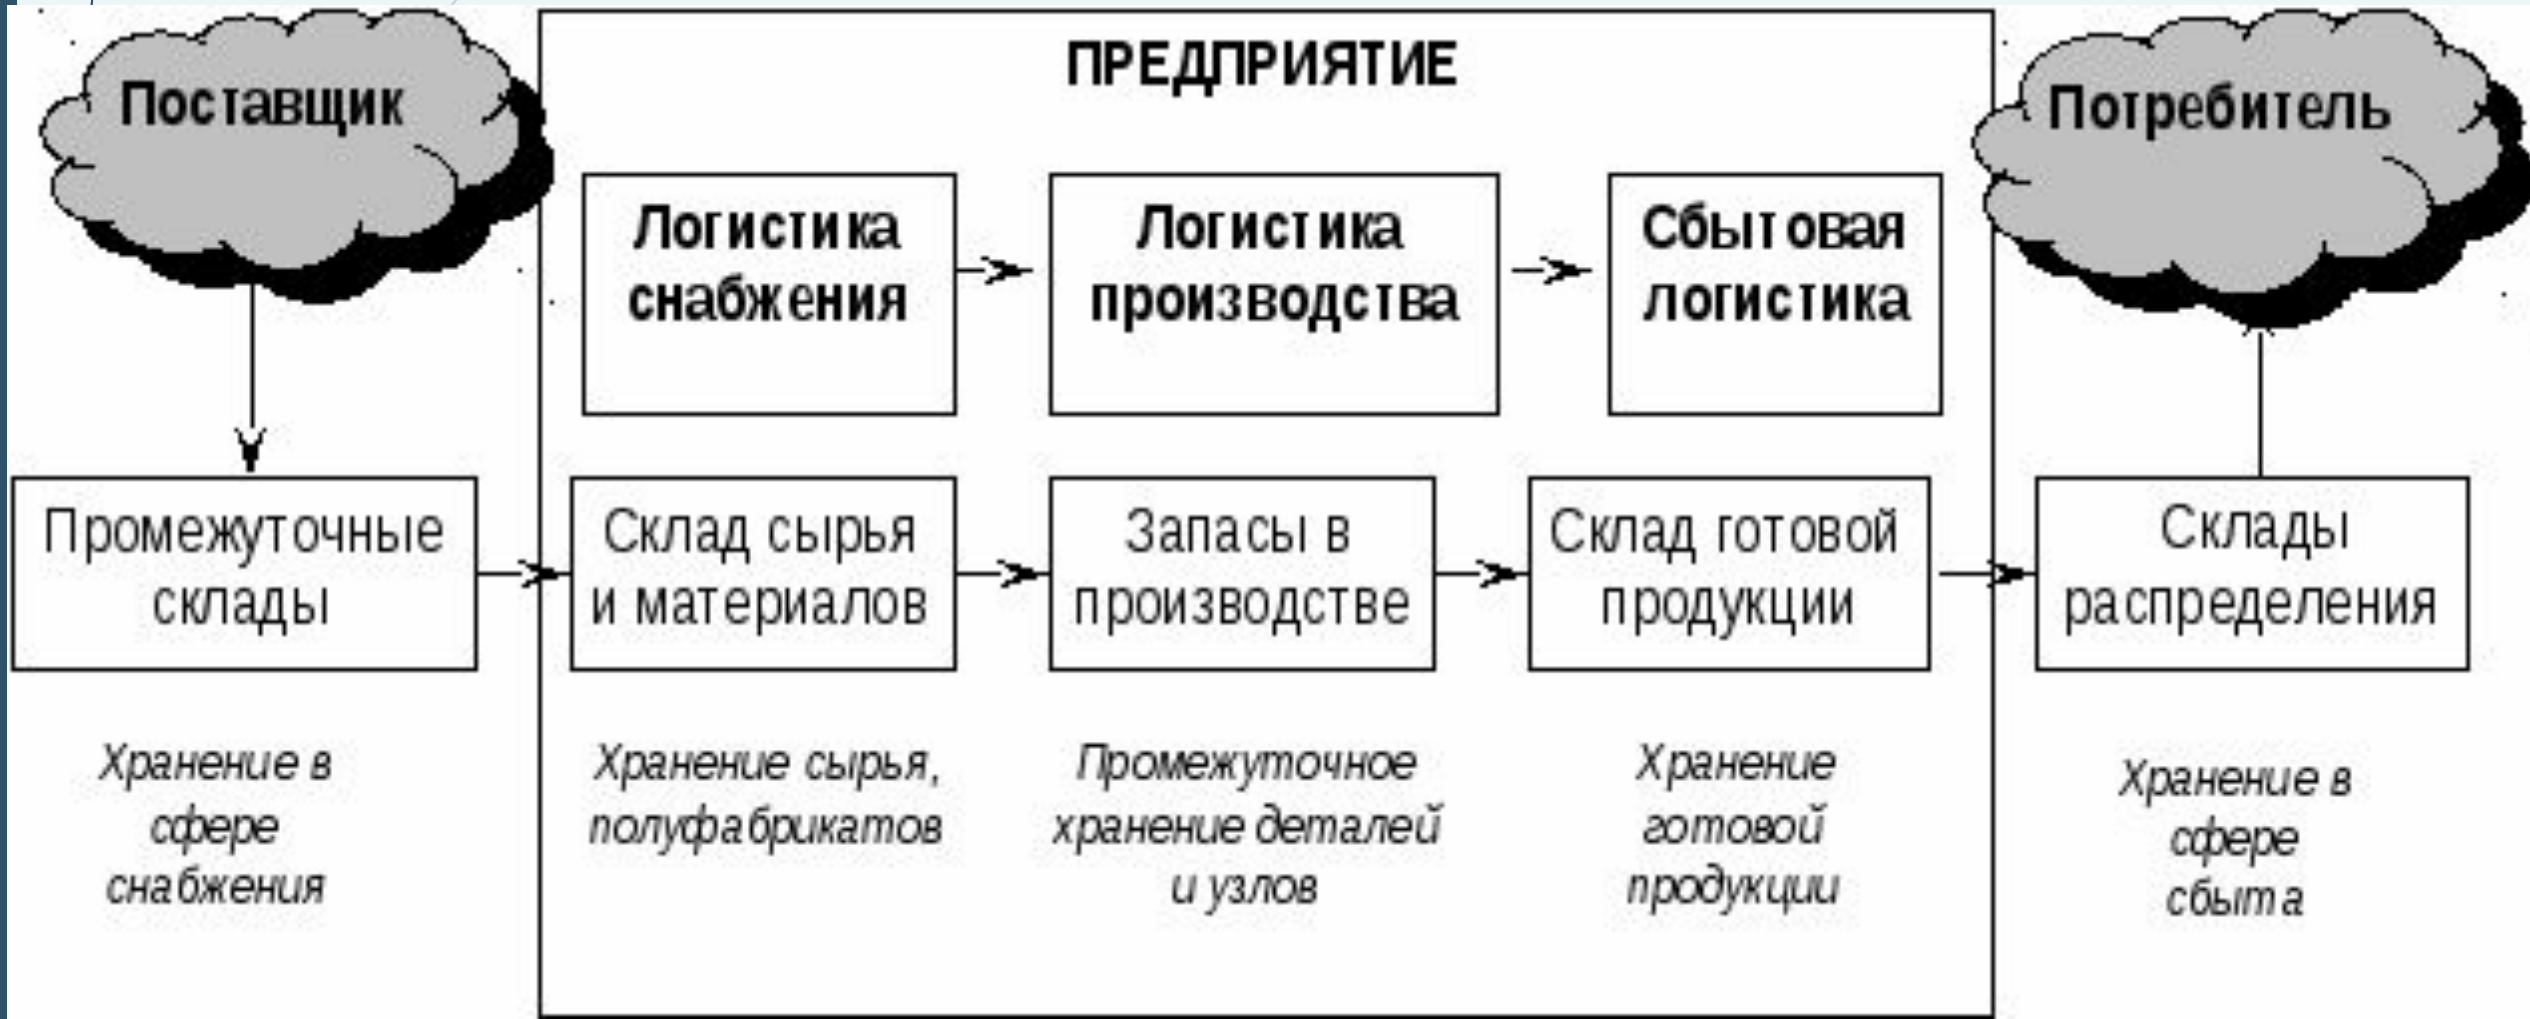 Поставщик
ПРЕДПРИЯТИЕ
Потребитель
Логистика
снабжения
Логистика
производства
Сбытовая
логистика
Промежуточные
склады
Склад сырья
и материалов
Запасы в
производстве
Склад готовой
продукции
Склады
распределения
Хранение в
сфере
снабжения
Хранение сырья,
полуфабрикатов
Промежуточное
хранение деталей
и узлов
Хранение
готовой
продукции
Хранение в
сфере
сбыта